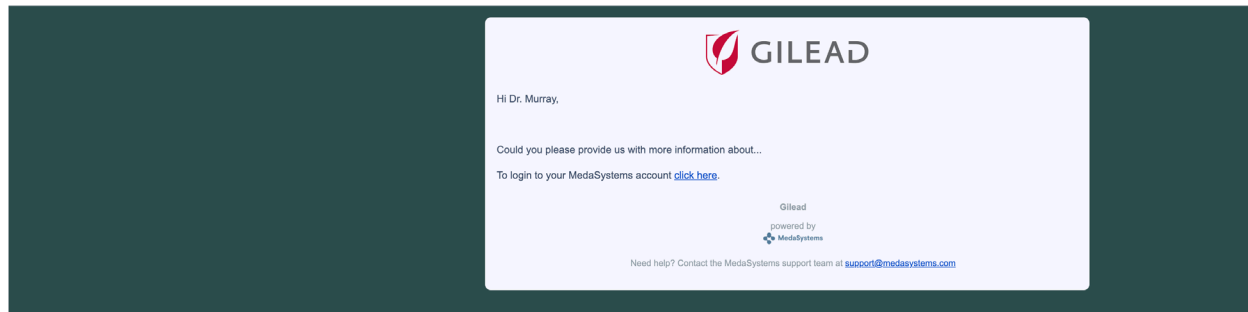 GILEAD
Hi Dr. Murray,
Could you please provide us with more information about...
To login to your MedaSystems account click here.
Gilead
powered by
MedaSystems
Need help? Contact the MedaSystems support team at support@medasystems.com